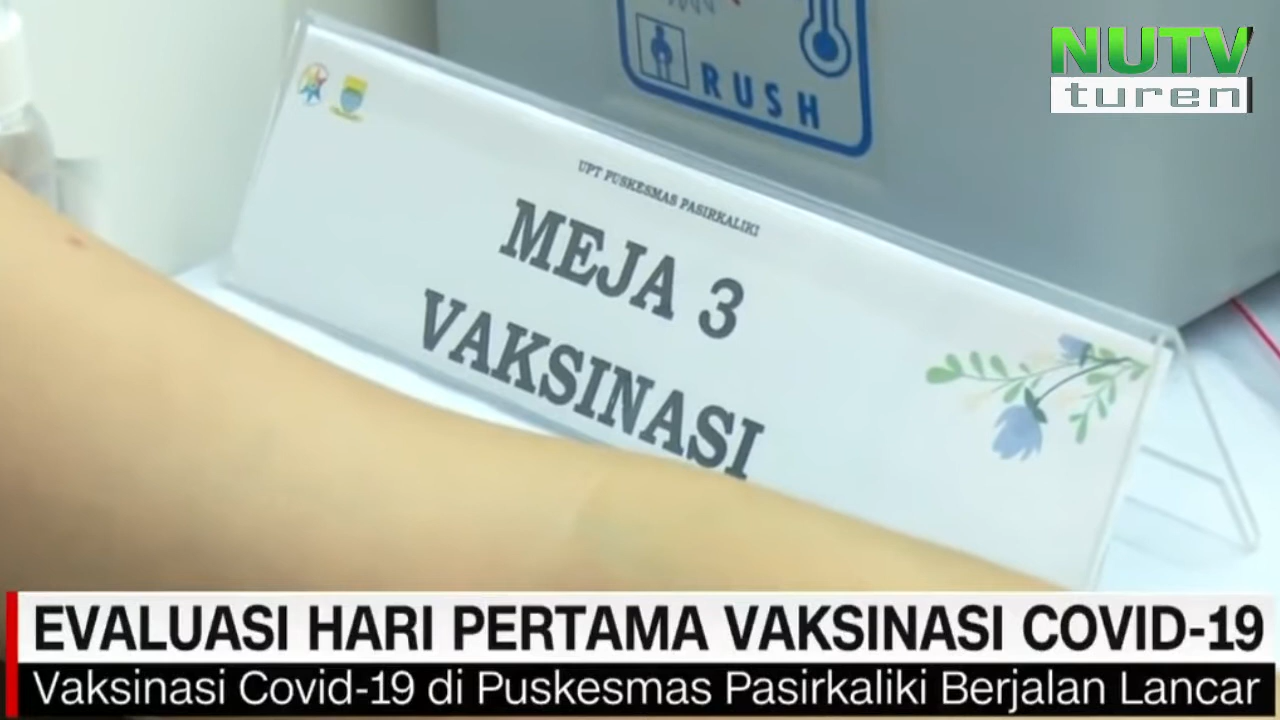 NUTV
turen
RUSH
UPT PUSKESMAS PASIRKALIKI
MEJA 3
VAKSINASI
EVALUASI HARI PERTAMA VAKSINASI COVID-19
Vaksinasi Covid-19 di Puskesmas Pasirkaliki Berjalan Lancar